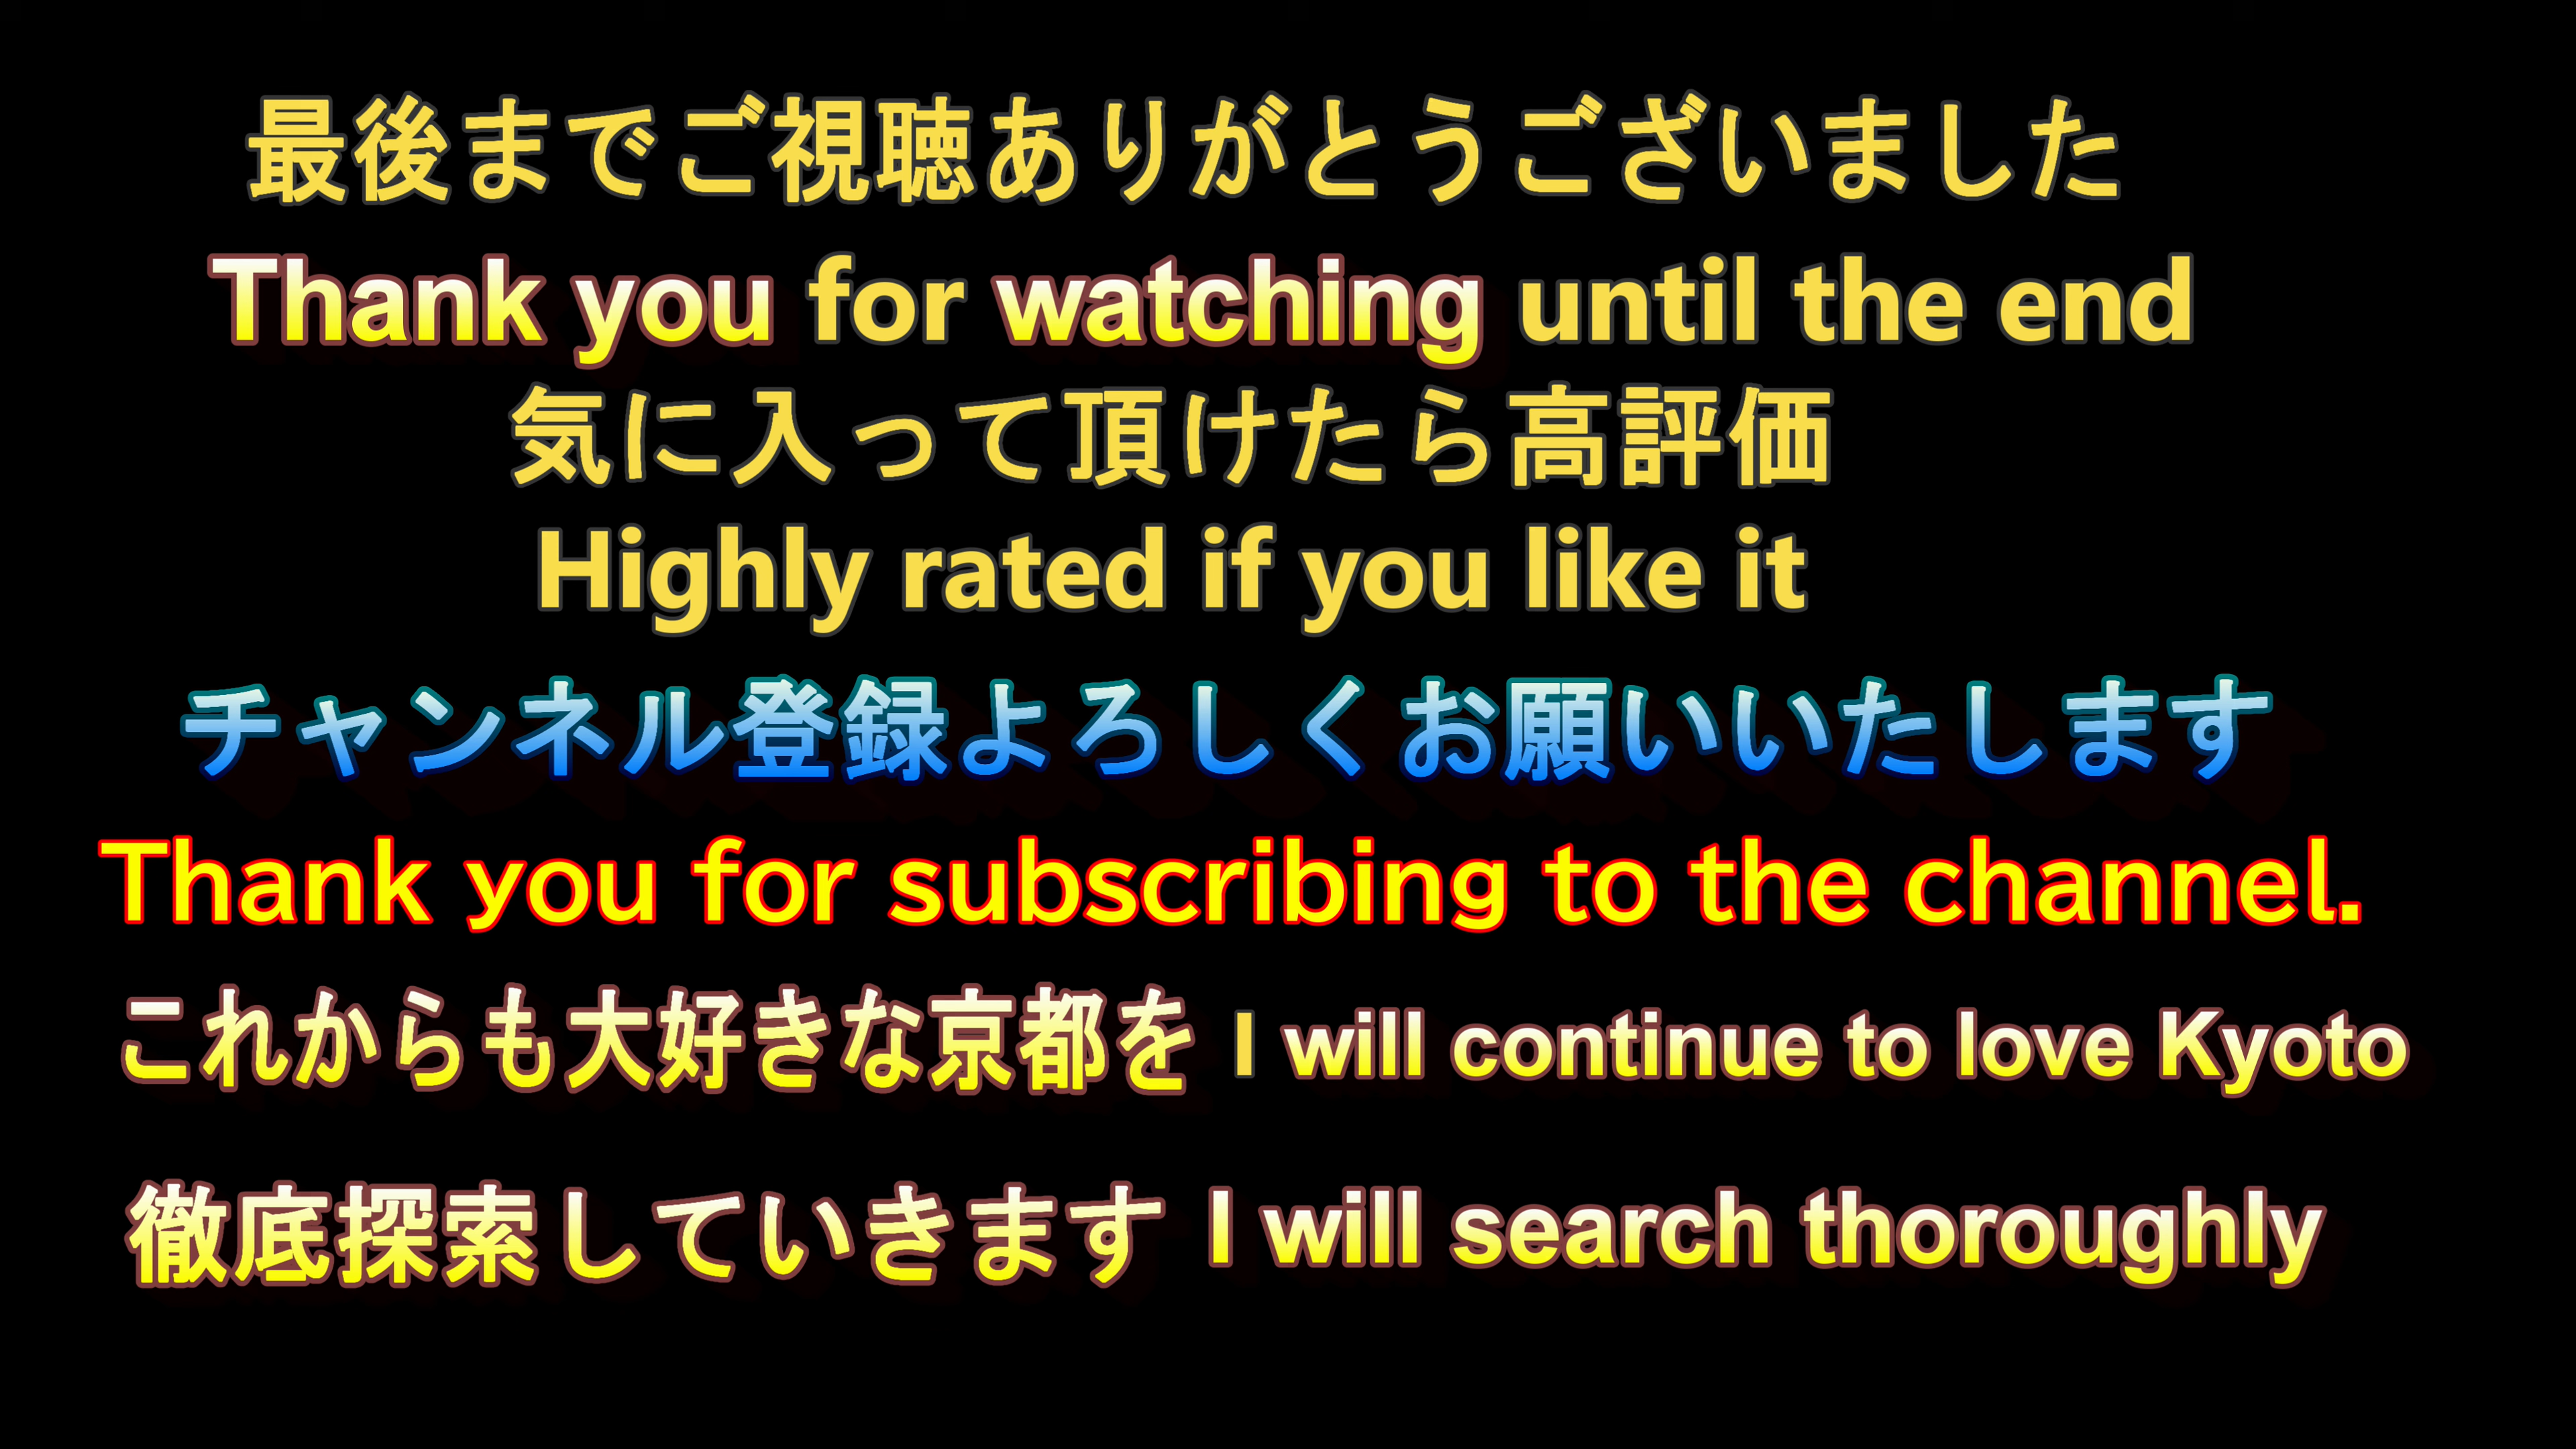 最後までご視聴ありがとうございました
Thank you for watching until the end
気に入って頂けたら高評価
Highly rated if you like it
チャンネル登録よろしくお願いいたします
Thank you for subscribing to the channel.
これからも大好きな京都を I will continue to love Kyoto
徹底探索していきます I will search thoroughly